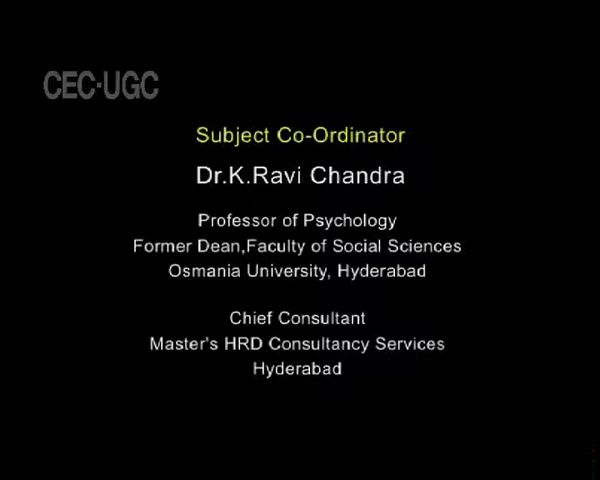 CEC-UGC
Subject Co-Ordinator
Dr.K.Ravi Chandra
Professor of Psychology
Former Dean,Faculty of Social Sciences
Osmania University, Hyderabad
Chief Consultant
Master's HRD Consultancy Services
Hyderabad